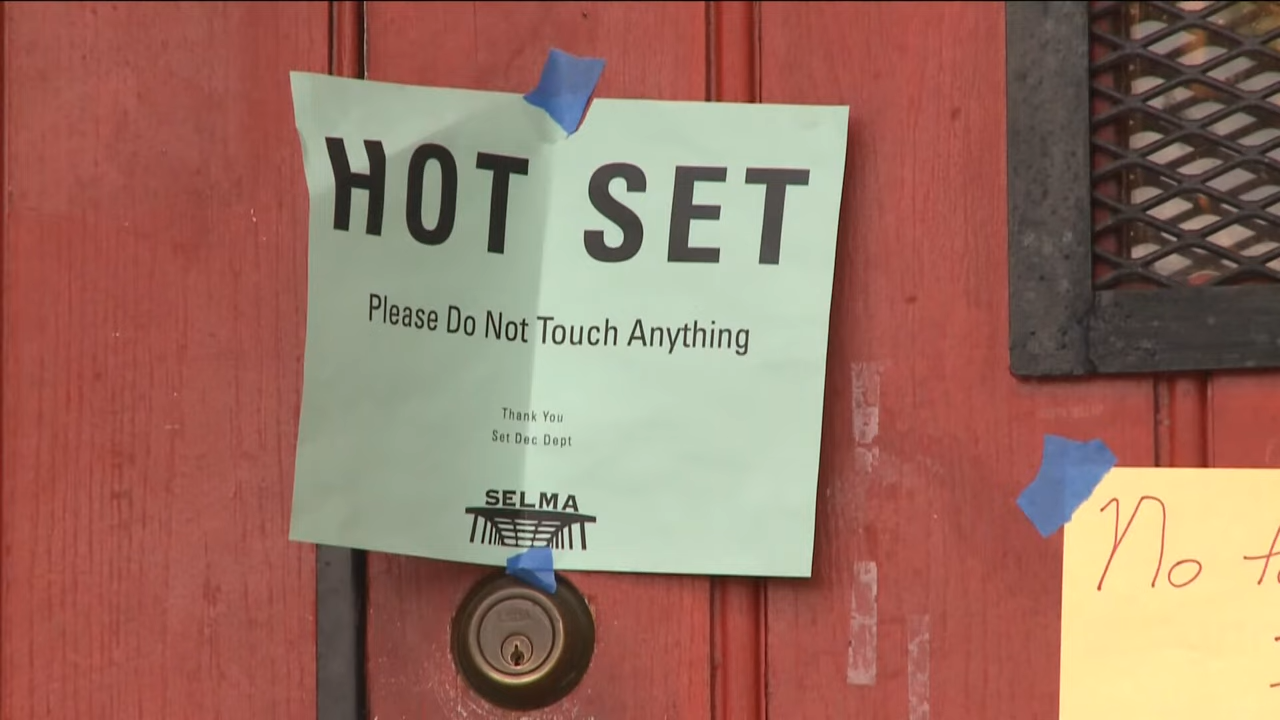 HOT SET
Please Do Not Touch Anything
Thank You
Set Dec Dept
SELMA
No